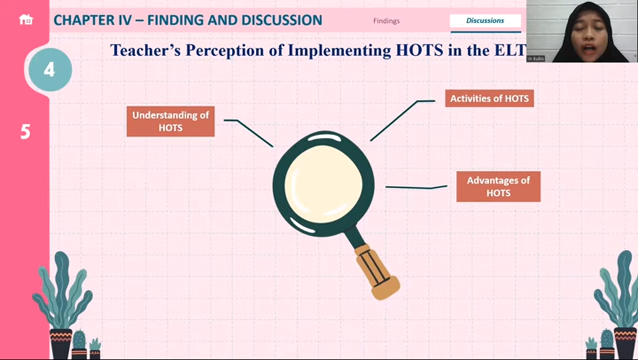 CHAPTER IV – FINDING AND DISCUSSION
Findings
Discussions
Teacher's Perception of Implementing HOTS in the ELT
4
5
Understanding of
HOTS
Activities of HOTS
Advantages of
HOTS